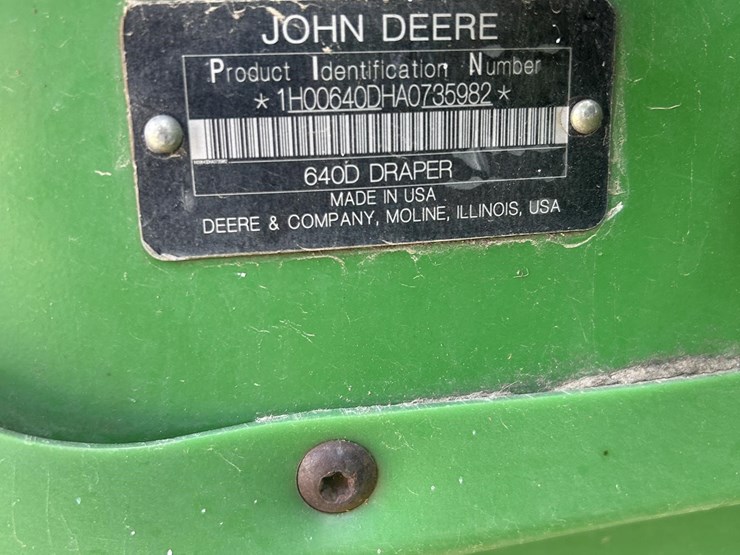 JOHN DEERE
Product Identification Number
*1H00640DHA0735982*
640D DRAPER
MADE IN USA
DEERE & COMPANY, MOLINE, ILLINOIS, USA